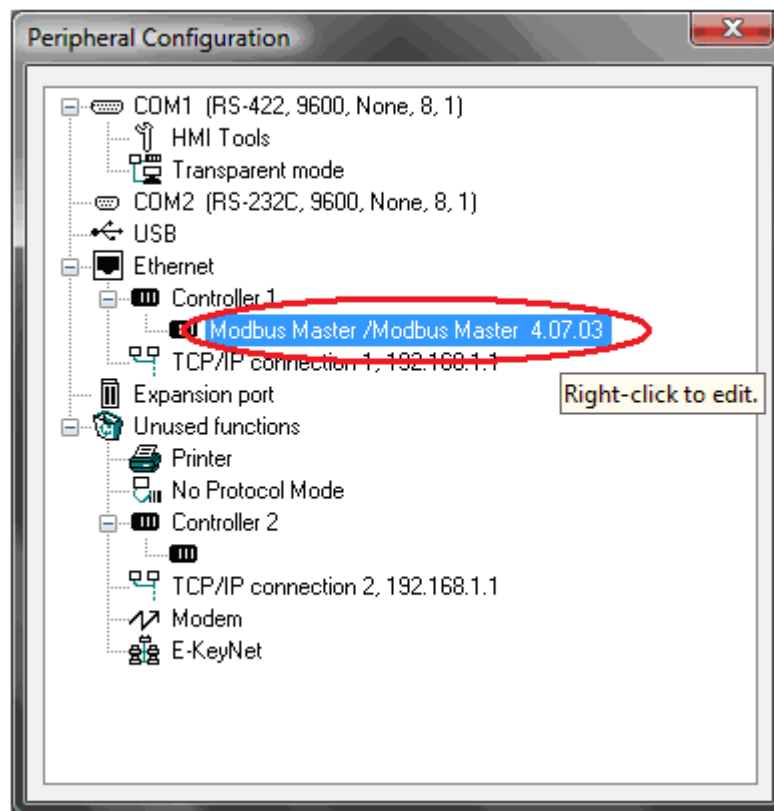 Peripheral Configuration
COM1 (RS-422, 9600, None, 8, 1)
HMI Tools
Transparent mode
COM2 (RS-232C, 9600, None, 8, 1)
USB
Ethernet
Controller 1
Modbus Master /Modbus Master 4.07.03
TCP/IP connection 1, 192.168.1.1
Expansion port
Right-click to edit.
Unused functions
Printer
No Protocol Mode
Controller 2
TCP/IP connection 2, 192.168.1.1
Modem
E-KeyNet